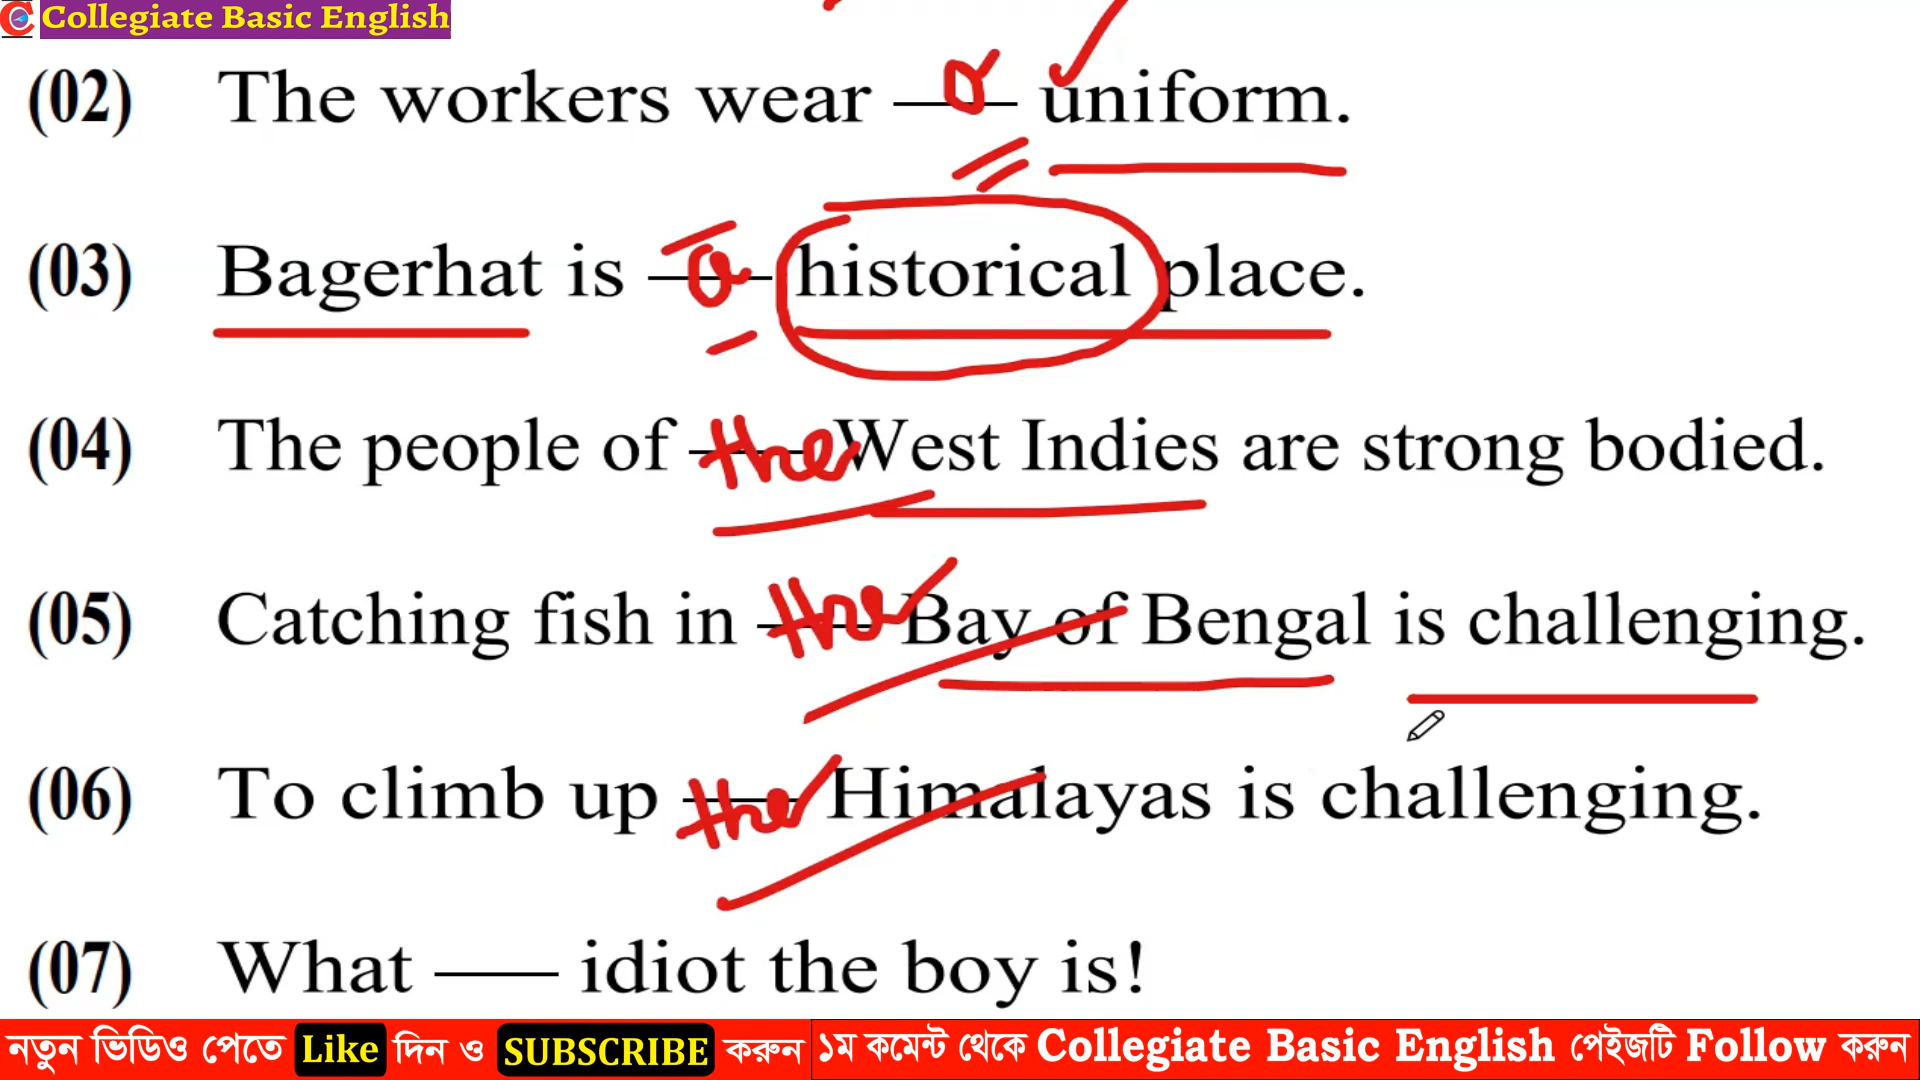 Collegiate Basic English
(02) The workers wear a uniform.
(03) Bagerhat is a historical place.
(04) The people of the West Indies are strong bodied.
(05) Catching fish in the Bay of Bengal is challenging.
(06) To climb up the Himalayas is challenging.
(07) What ___ idiot the boy is!
নতুন ভিডিও পেতে Like দিন ও SUBSCRIBE করুন ১ম কমেন্ট থেকে Collegiate Basic English পেইজটি Follow করুন